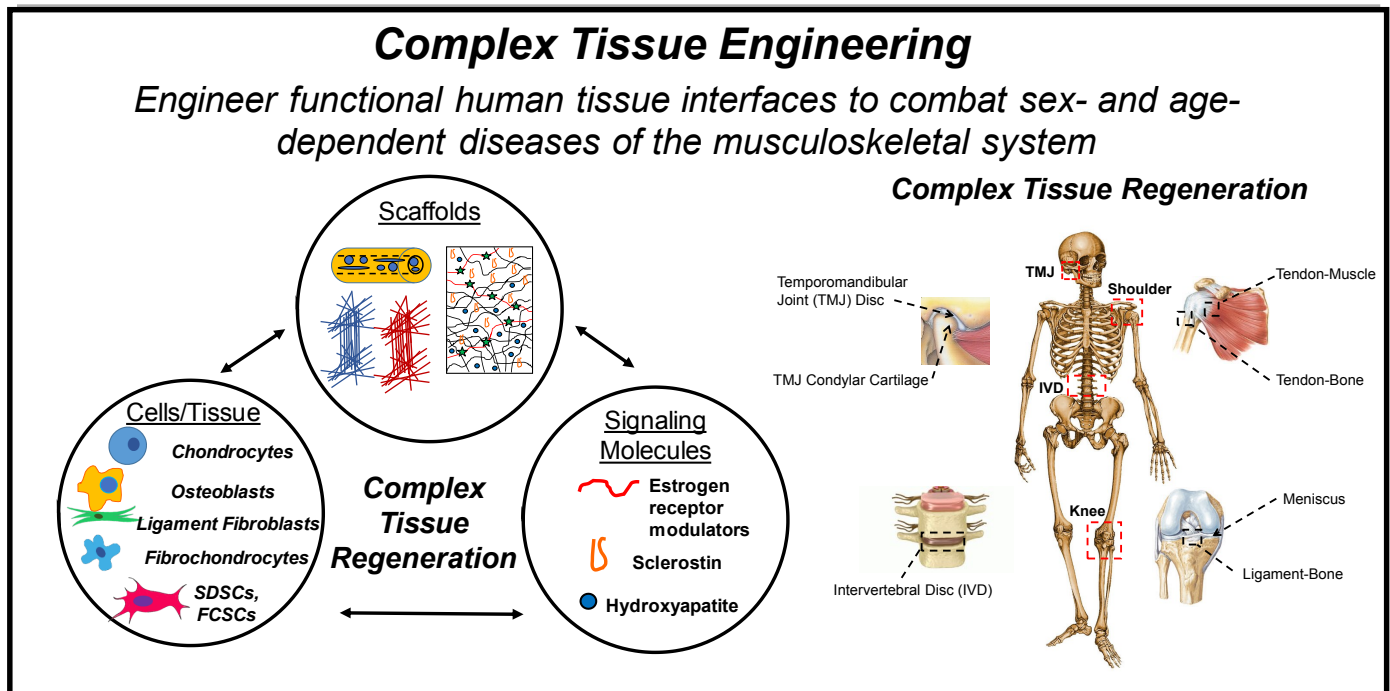 Complex Tissue Engineering
Engineer functional human tissue interfaces to combat sex- and age-
dependent diseases of the musculoskeletal system
Scaffolds
Cells/Tissue
Chondrocytes
Osteoblasts
Ligament Fibroblasts
Fibrochondrocytes
SDSCs,
FCSCs
Complex
Tissue
Regeneration
Signaling
Molecules
Estrogen
receptor
modulators
Sclerostin
Hydroxyapatite
Complex Tissue Regeneration
TMJ
Shoulder
IVD
Knee
Temporomandibular
Joint (TMJ) Disc
TMJ Condylar Cartilage
Tendon-Muscle
Tendon-Bone
Intervertebral Disc (IVD)
Meniscus
Ligament-Bone